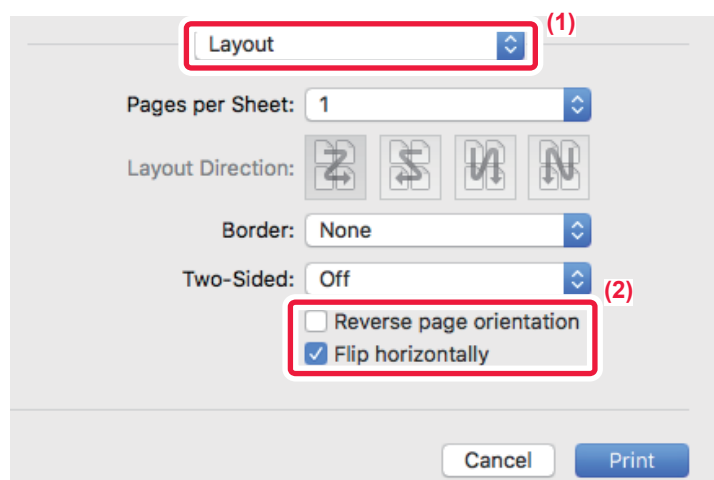 (1)
Layout
Pages per Sheet: 1
Layout Direction:
Border: None
Two-Sided: Off
(2)
Reverse page orientation
Flip horizontally
Cancel Print